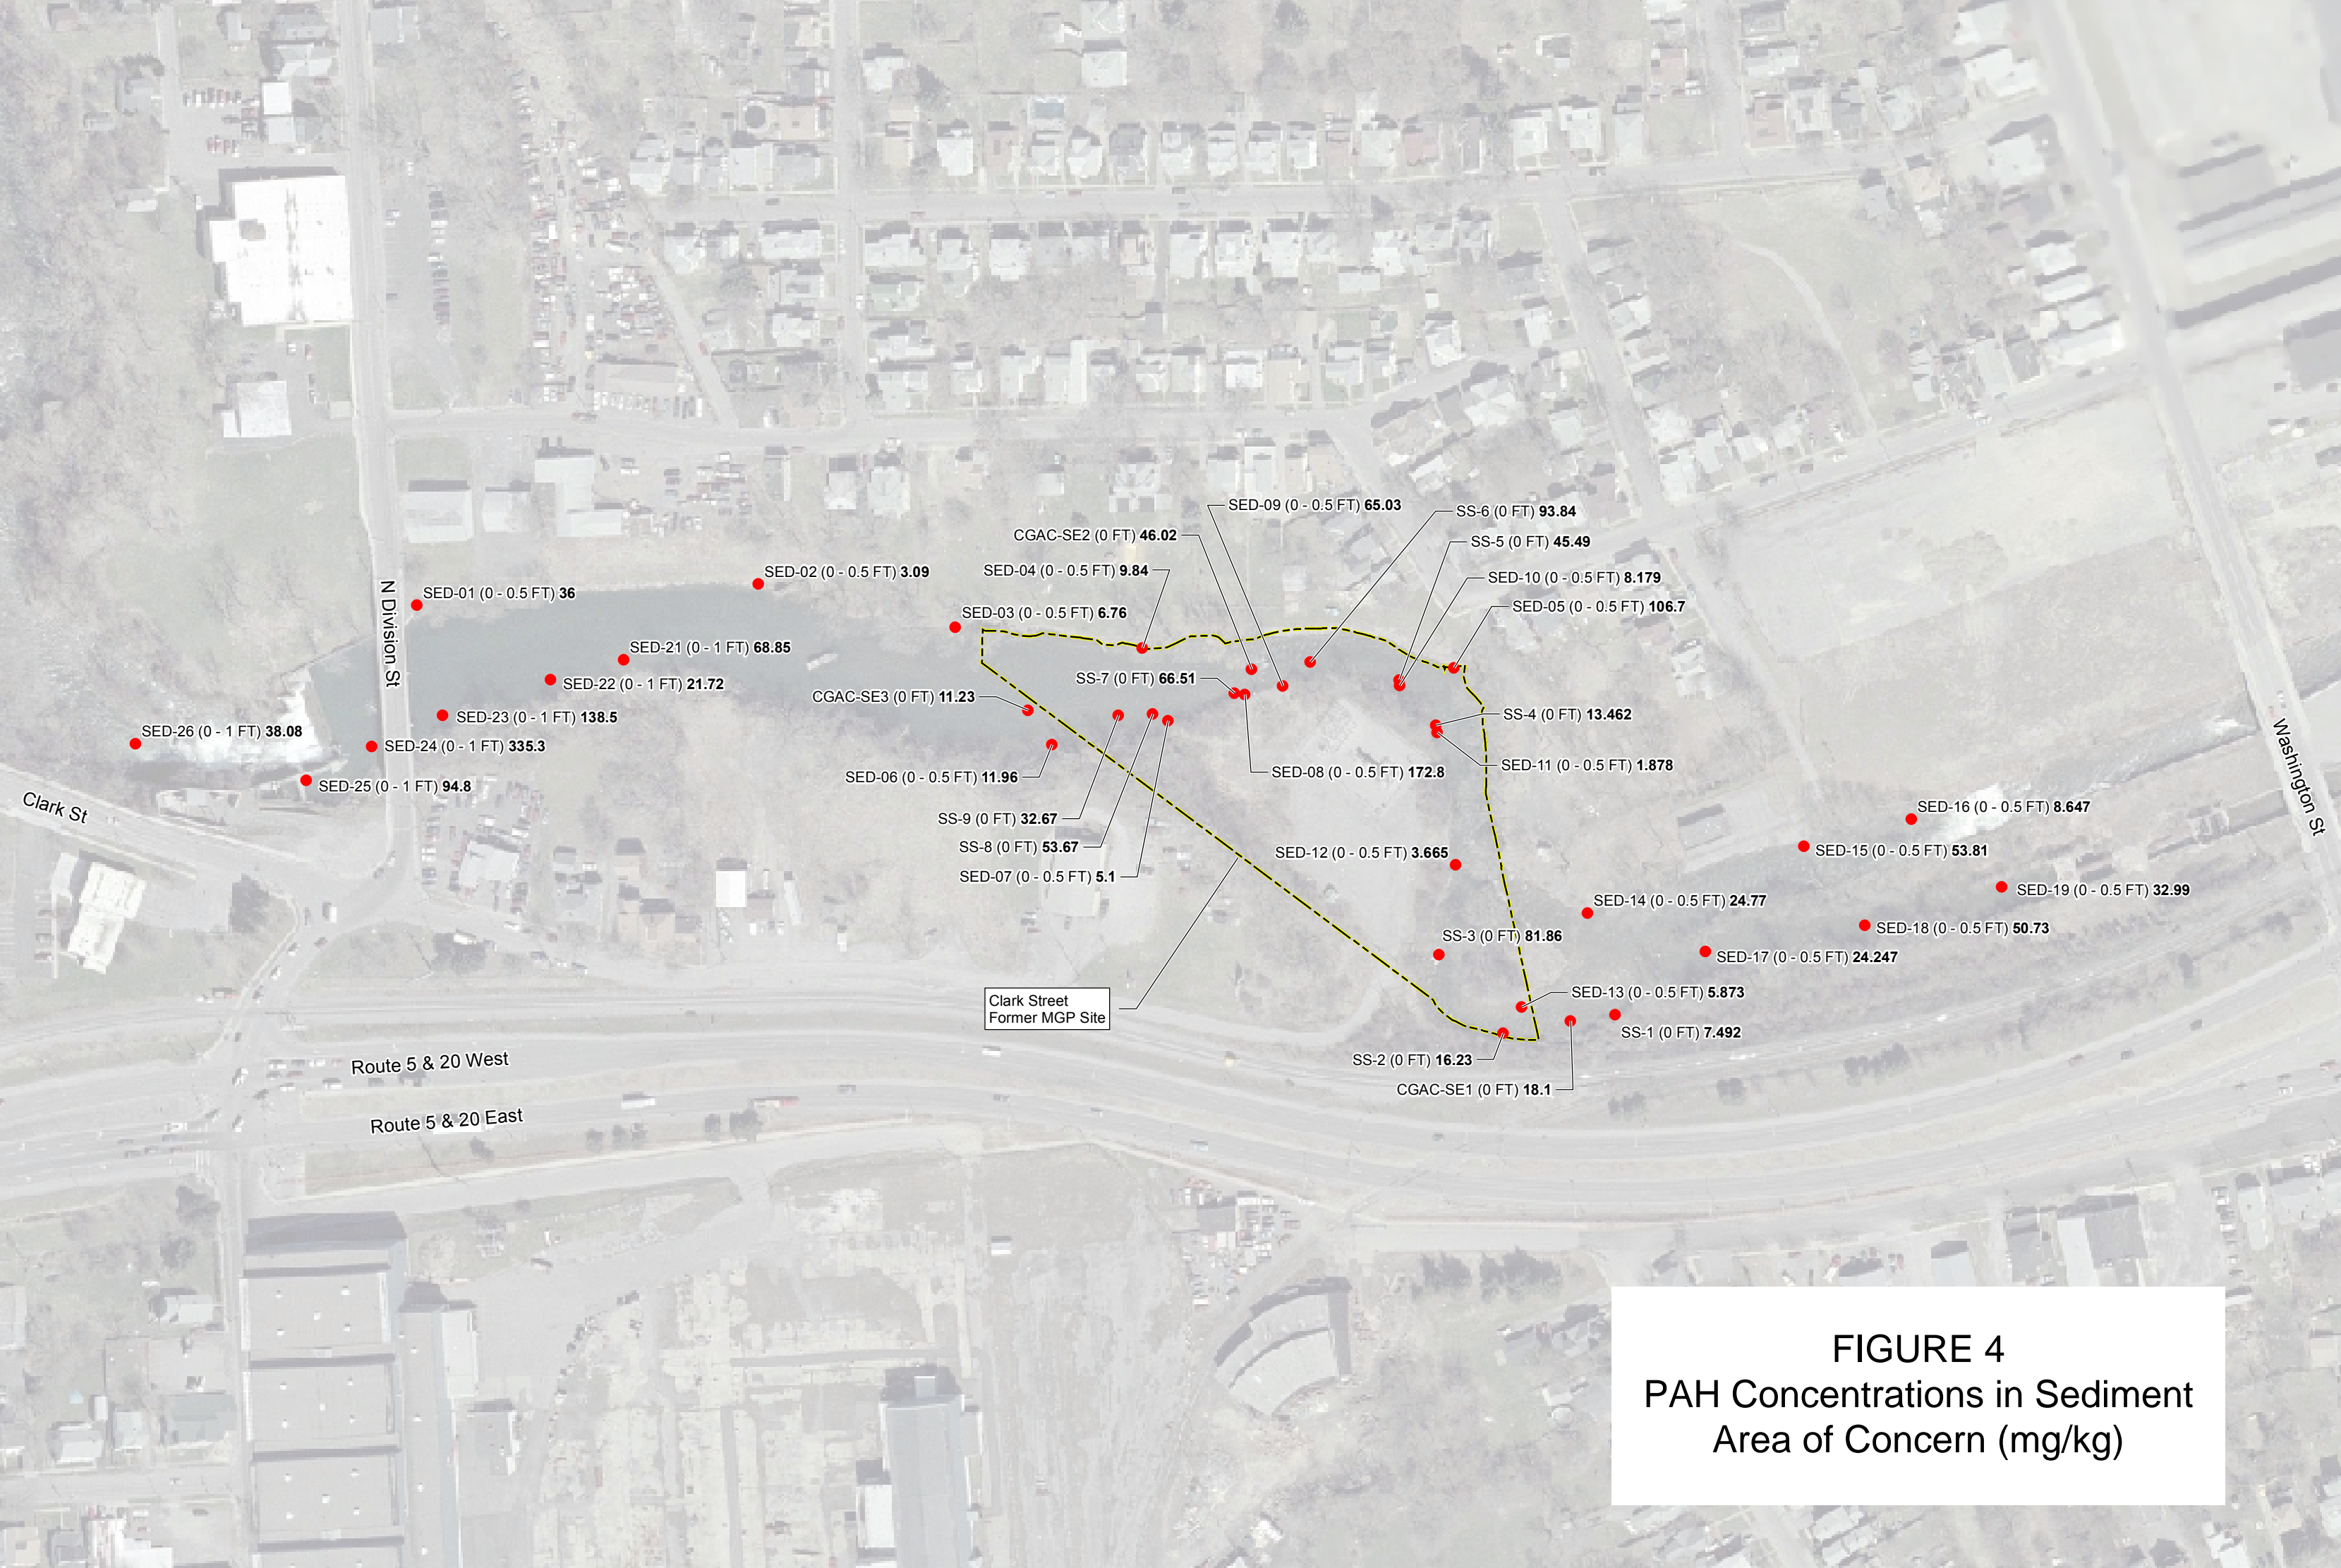 SED-09 (0 - 0.5 FT) 65.03
SS-6 (0 FT) 93.84
CGAC-SE2 (0 FT) 46.02
SS-5 (0 FT) 45.49
SED-04 (0 - 0.5 FT) 9.84
SED-10 (0 - 0.5 FT) 8.179
SED-02 (0 - 0.5 FT) 3.09
SED-01 (0 - 0.5 FT) 36
SED-03 (0 - 0.5 FT) 6.76
SED-05 (0 - 0.5 FT) 106.7
N Division St
SED-21 (0 - 1 FT) 68.85
SED-22 (0 - 1 FT) 21.72
SS-7 (0 FT) 66.51
CGAC-SE3 (0 FT) 11.23
SED-23 (0 - 1 FT) 138.5
SS-4 (0 FT) 13.462
SED-26 (0 - 1 FT) 38.08
SED-24 (0 - 1 FT) 335.3
SED-11 (0 - 0.5 FT) 1.878
SED-06 (0 - 0.5 FT) 11.96
SED-08 (0 - 0.5 FT) 172.8
SED-25 (0 - 1 FT) 94.8
Washington St
Clark St
SED-16 (0 - 0.5 FT) 8.647
SS-9 (0 FT) 32.67
SS-8 (0 FT) 53.67
SED-12 (0 - 0.5 FT) 3.665
SED-15 (0 - 0.5 FT) 53.81
SED-07 (0 - 0.5 FT) 5.1
SED-19 (0 - 0.5 FT) 32.99
SED-14 (0 - 0.5 FT) 24.77
SED-18 (0 - 0.5 FT) 50.73
SS-3 (0 FT) 81.86
SED-17 (0 - 0.5 FT) 24.247
SED-13 (0 - 0.5 FT) 5.873
Clark Street
Former MGP Site
SS-1 (0 FT) 7.492
SS-2 (0 FT) 16.23
CGAC-SE1 (0 FT) 18.1
Route 5 & 20 West
Route 5 & 20 East
FIGURE 4
PAH Concentrations in Sediment
Area of Concern (mg/kg)